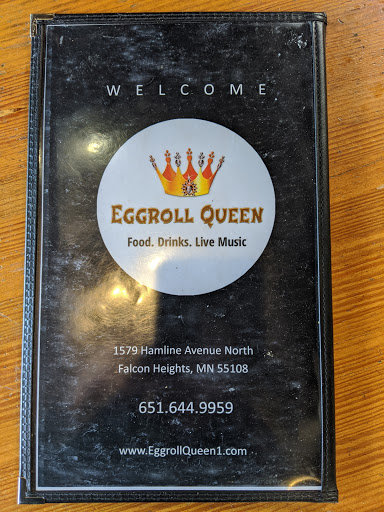 WELCOME
EGGROLL QUEEN
Food. Drinks. Live Music
1579 Hamline Avenue North
Falcon Heights, MN 55108
651.644.9959
www.EggrollQueen1.com